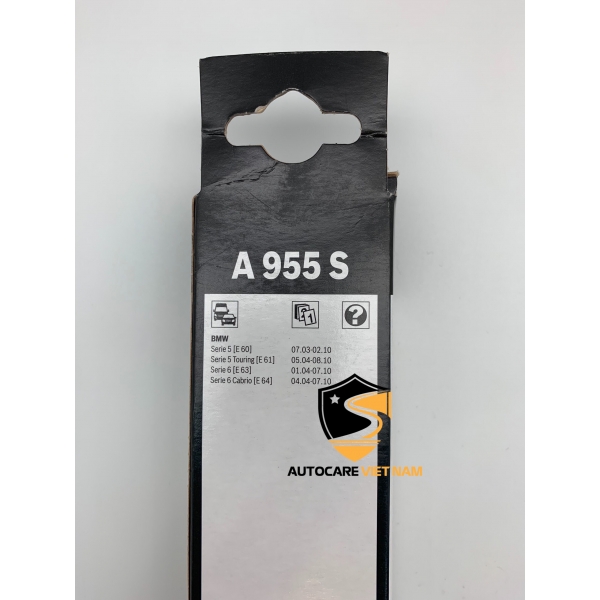 A 955 S
1
?
BMW
Serie 5 [E 60] 07.03-02.10
Serie 5 Touring [E 61] 05.04-08.10
Serie 6 [E 63] 01.04-07.10
Serie 6 Cabrio [E 64] 04.04-07.10
AUTOCARE VIETNAM